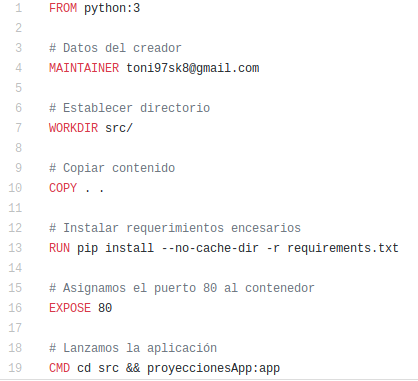 1 FROM python:3
2
3 # Datos del creador
4 MAINTAINER toni97sk8@gmail.com
5
6 # Establecer directorio
7 WORKDIR src/
8
9 # Copiar contenido
10 COPY . .
11
12 # Instalar requerimientos encesarios
13 RUN pip install --no-cache-dir -r requirements.txt
14
15 # Asignamos el puerto 80 al contenedor
16 EXPOSE 80
17
18 # Lanzamos la aplicación
19 CMD cd src && proyeccionesApp:app